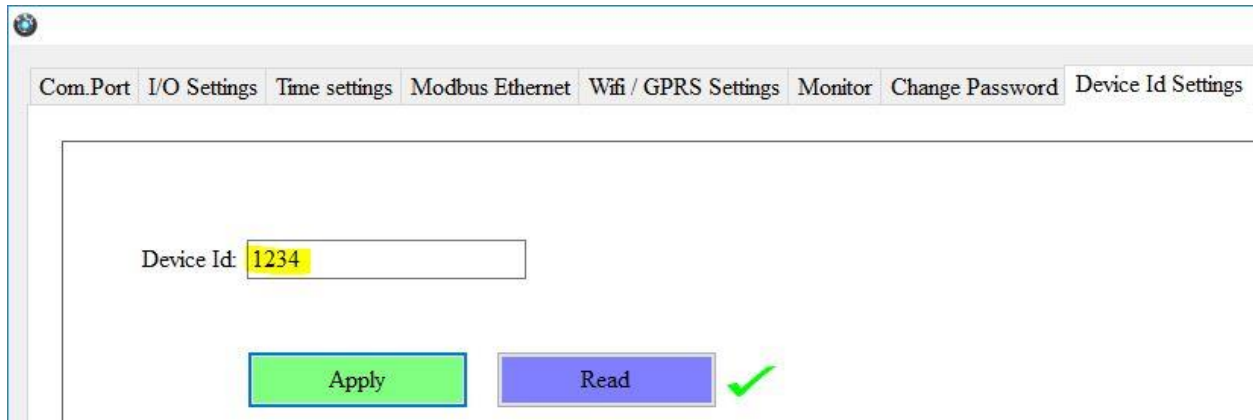 Com.Port I/O Settings Time settings Modbus Ethernet Wifi / GPRS Settings Monitor Change Password Device Id Settings
Device Id: 1234
Apply Read